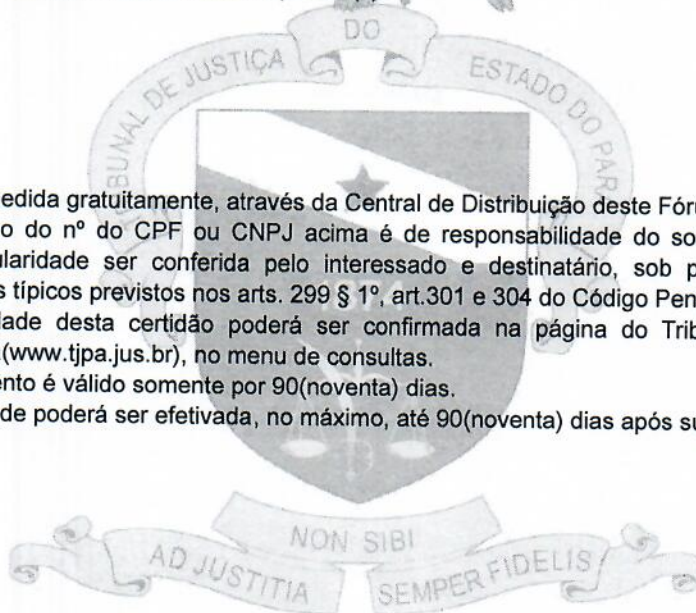 DO
TRIBUNAL DE JUSTIÇA
ESTADO DO PARÁ
edida gratuitamente, através da Central de Distribuição deste Fór
o do nº do CPF ou CNPJ acima é de responsabilidade do so
laridade ser conferida pelo interessado e destinatário, sob p
s típicos previstos nos arts. 299 § 1º, art.301 e 304 do Código Pen
dade desta certidão poderá ser confirmada na página do Trib
(www.tjpa.jus.br), no menu de consultas.
ento é válido somente por 90(noventa) dias.
de poderá ser efetivada, no máximo, até 90(noventa) dias após su
NON SIBI
AD JUSTITIA
SEMPER FIDELIS